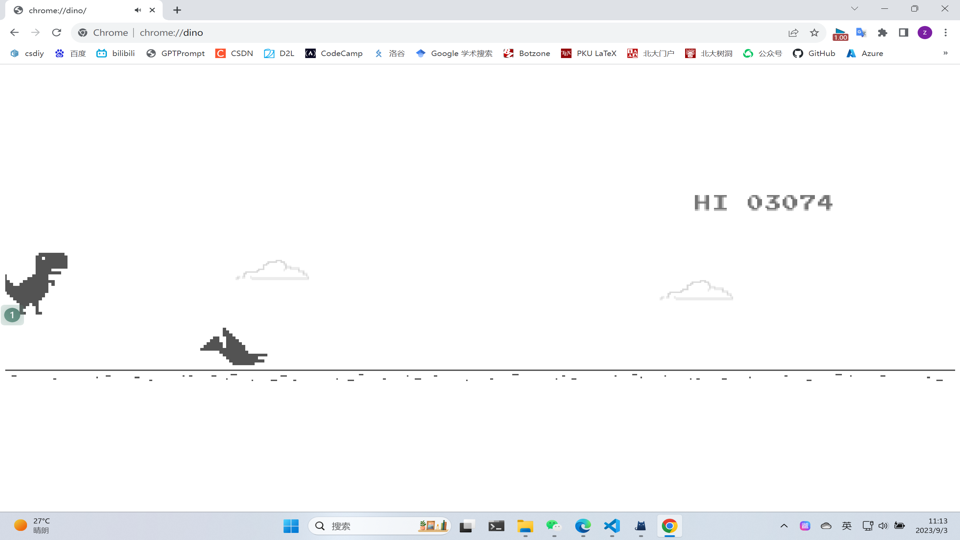 chrome://dino/
Chrome | chrome://dino
1.00
z
csdiy 百度 bilibili GPTPrompt CSDN D2L CodeCamp 洛谷 Google 学术搜索 Botzone PKU LaTeX 北大门户 北大树洞 公众号 GitHub Azure »
HI 03074
1
27°C
晴朗
搜索
英
11:13
2023/9/3